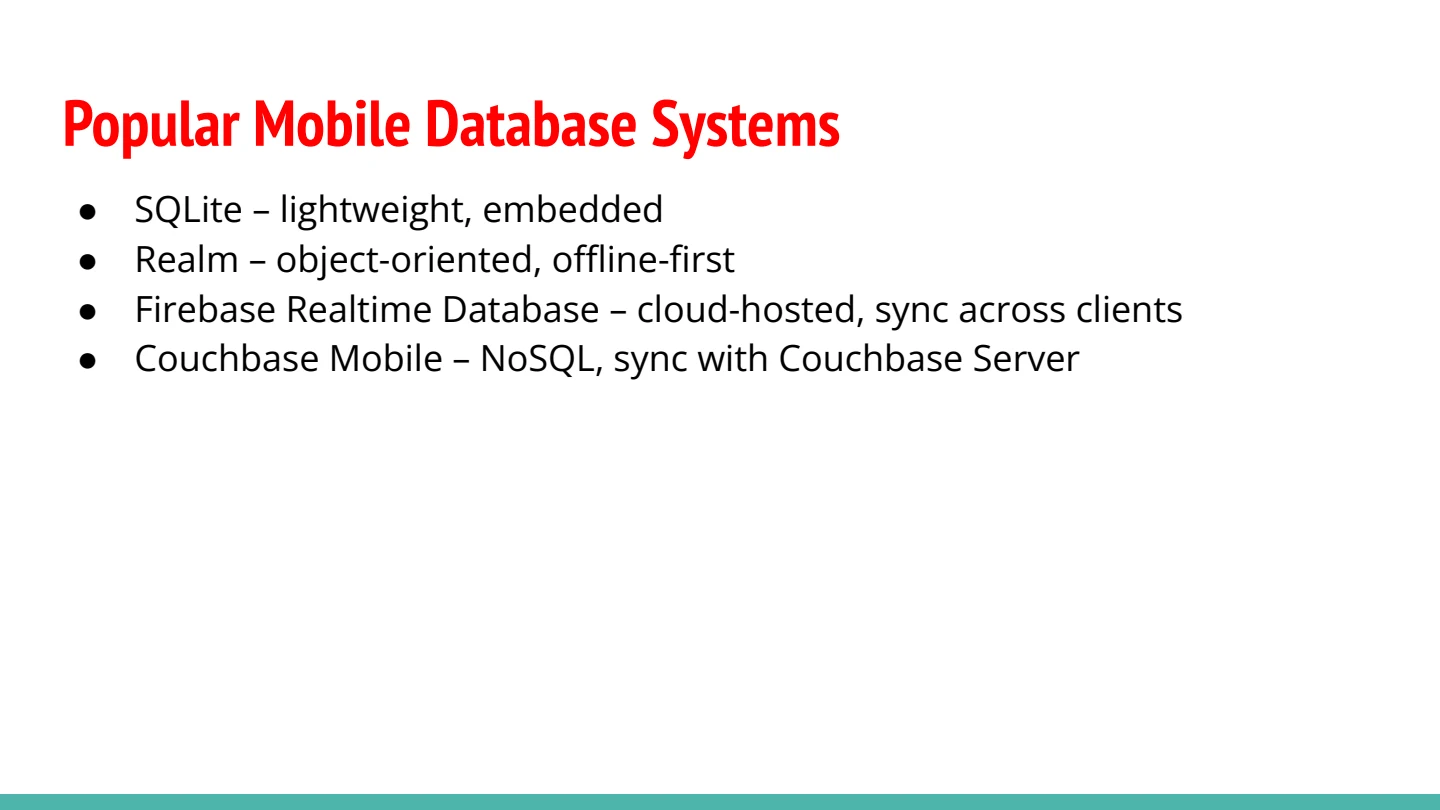 Popular Mobile Database Systems
● SQLite – lightweight, embedded
● Realm – object-oriented, offline-first
● Firebase Realtime Database – cloud-hosted, sync across clients
● Couchbase Mobile – NoSQL, sync with Couchbase Server